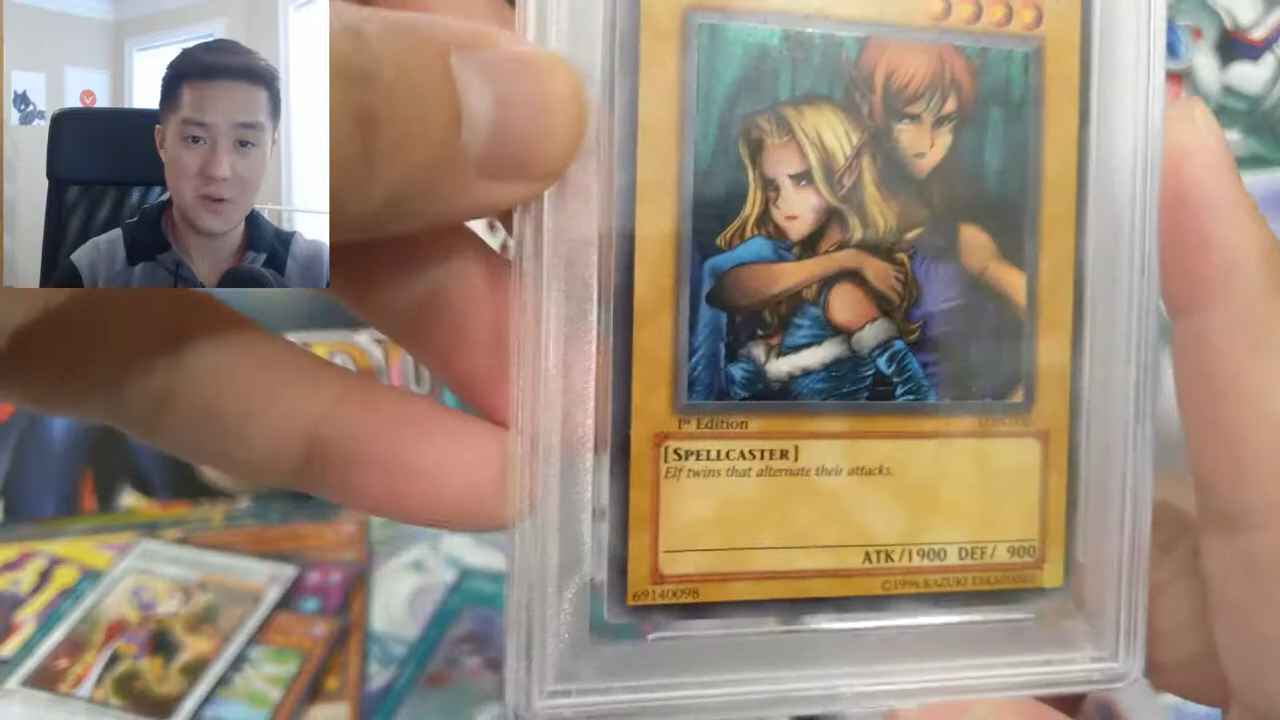 1st Edition
[SPELLCASTER]
Elf twins that alternate their attacks.
ATK/1900 DEF/ 900
69140098
©1996 KAZUKI TAKAHASHI